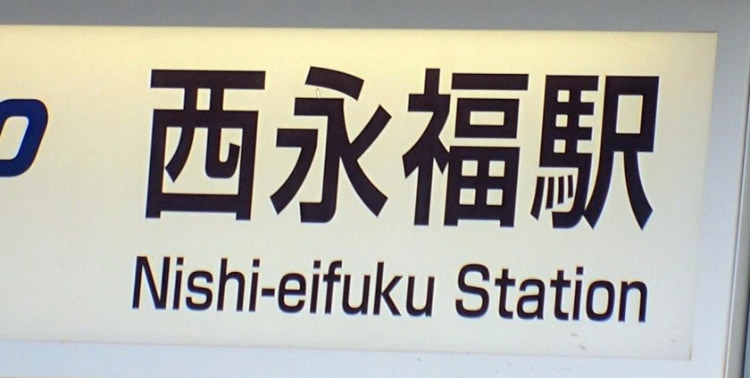 西永福駅
Nishi-eifuku Station